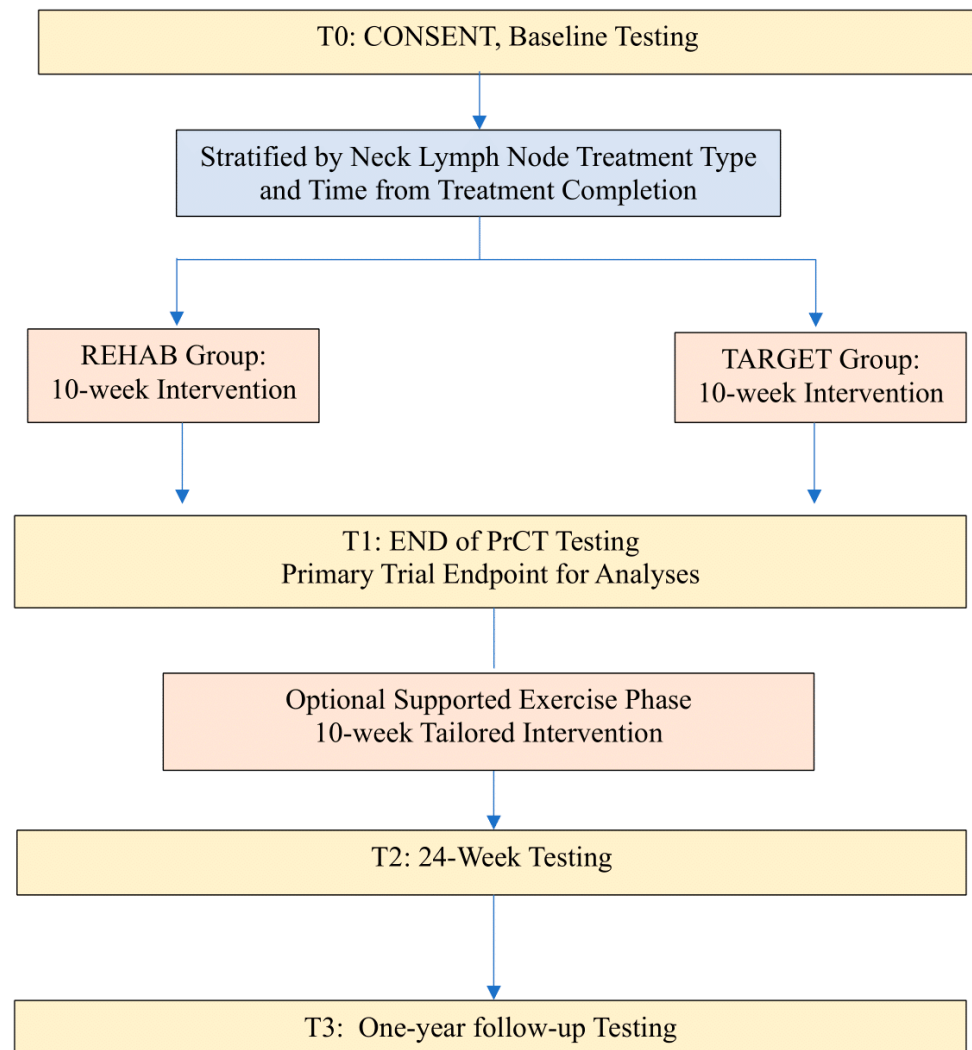 T0: CONSENT, Baseline Testing
Stratified by Neck Lymph Node Treatment Type
and Time from Treatment Completion
REHAB Group:
10-week Intervention
TARGET Group:
10-week Intervention
T1: END of PrCT Testing
Primary Trial Endpoint for Analyses
Optional Supported Exercise Phase
10-week Tailored Intervention
T2: 24-Week Testing
T3: One-year follow-up Testing